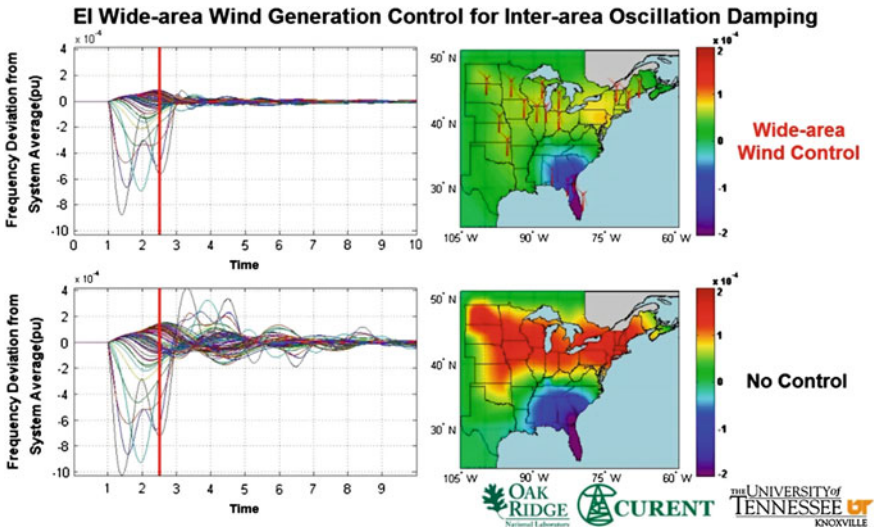 EI Wide-area Wind Generation Control for Inter-area Oscillation Damping
x 10⁻⁴
4
2
0
-2
-4
-6
-8
-10
0 1 2 3 4 5 6 7 8 9 10
Time
Frequency Deviation from
System Average(pu)
50° N
40° N
30° N
105° W 90° W 75° W 60° W
x 10⁻⁴
2
1
0
-1
-2
Wide-area
Wind Control
x 10⁻⁴
4
2
0
-2
-4
-6
-8
-10
0 1 2 3 4 5 6 7 8 9 10
Time
Frequency Deviation from
System Average(pu)
50° N
40° N
30° N
105° W 90° W 75° W 60° W
x 10⁻⁴
2
1
0
-1
-2
No Control
OAK
RIDGE
National Laboratory
CURENT
THE UNIVERSITY of
TENNESSEE UT
KNOXVILLE